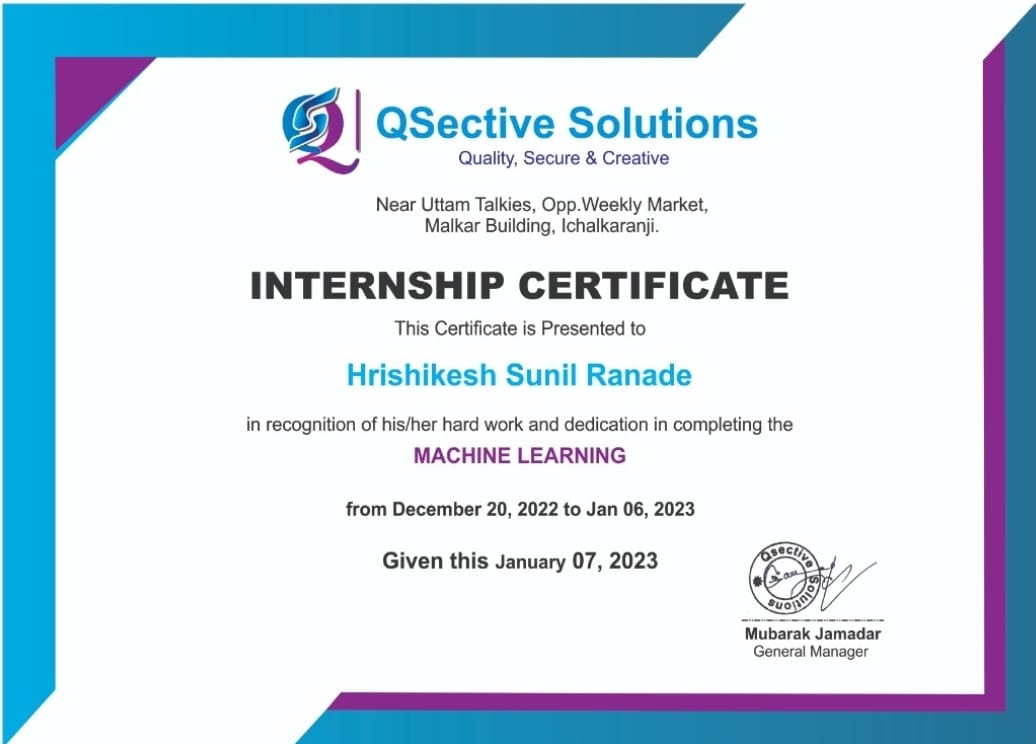 QSective Solutions
Quality, Secure & Creative
Near Uttam Talkies, Opp.Weekly Market,
Malkar Building, Ichalkaranji.
INTERNSHIP CERTIFICATE
This Certificate is Presented to
Hrishikesh Sunil Ranade
in recognition of his/her hard work and dedication in completing the
MACHINE LEARNING
from December 20, 2022 to Jan 06, 2023
Given this January 07, 2023
Qsective Solutions
Mubarak Jamadar
General Manager